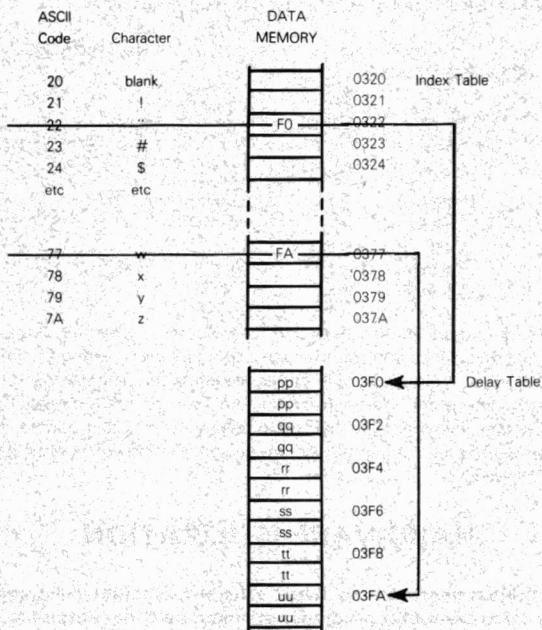 ASCII DATA
Code Character MEMORY
20 blank 0320 Index Table
21 ! 0321
22 " F0 0322
23 # 0323
24 $ 0324
etc etc
77 w FA 0377
78 x 0378
79 y 0379
7A z 037A
pp 03F0 Delay Table
pp
qq 03F2
qq
rr 03F4
rr
ss 03F6
ss
tt 03F8
tt
uu 03FA
uu